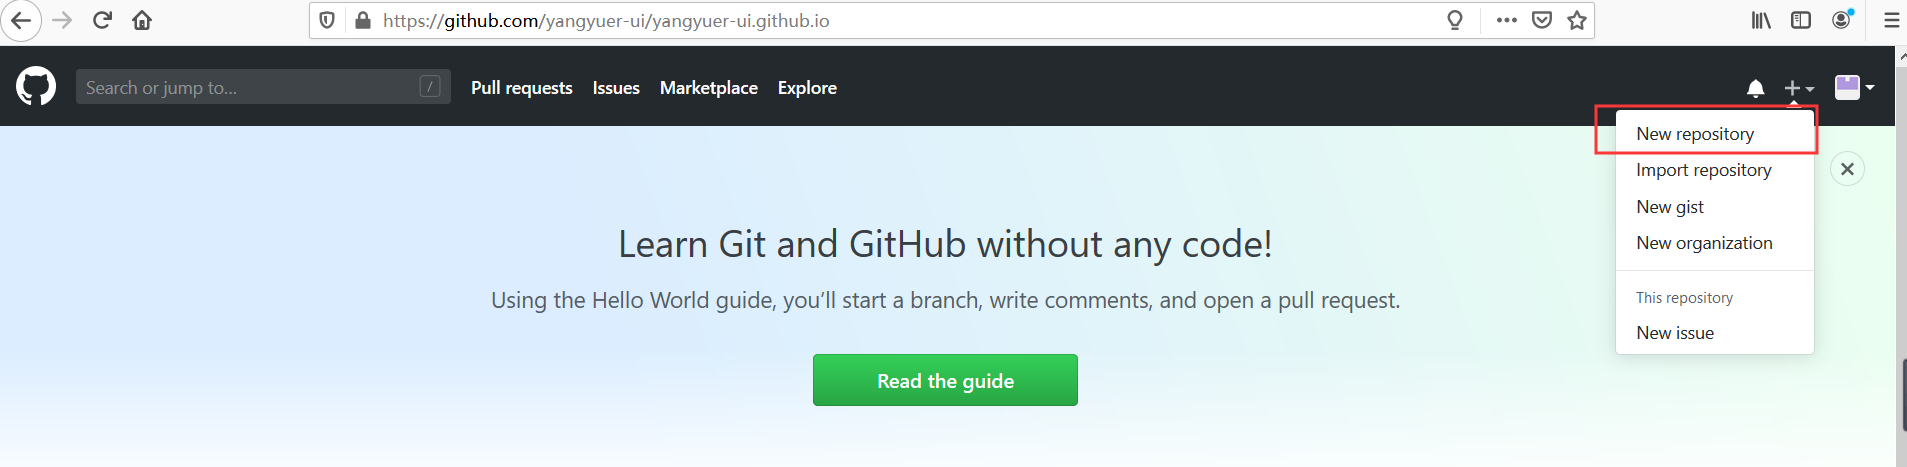 https://github.com/yangyuer-ui/yangyuer-ui.github.io
Search or jump to... / Pull requests Issues Marketplace Explore
New repository
Import repository
New gist
New organization
This repository
New issue
Learn Git and GitHub without any code!
Using the Hello World guide, you’ll start a branch, write comments, and open a pull request.
Read the guide